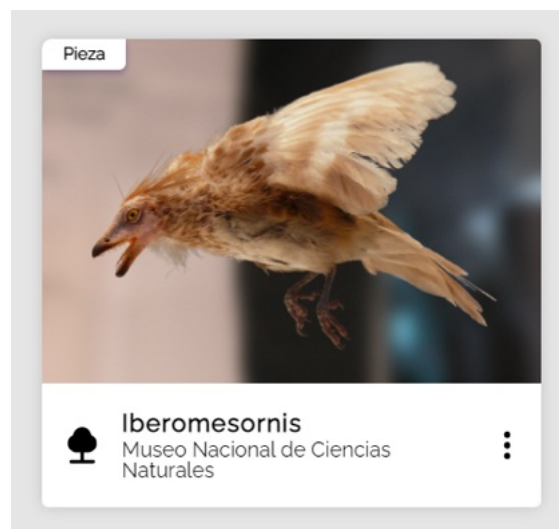 Pieza
Iberomesornis
Museo Nacional de Ciencias
Naturales